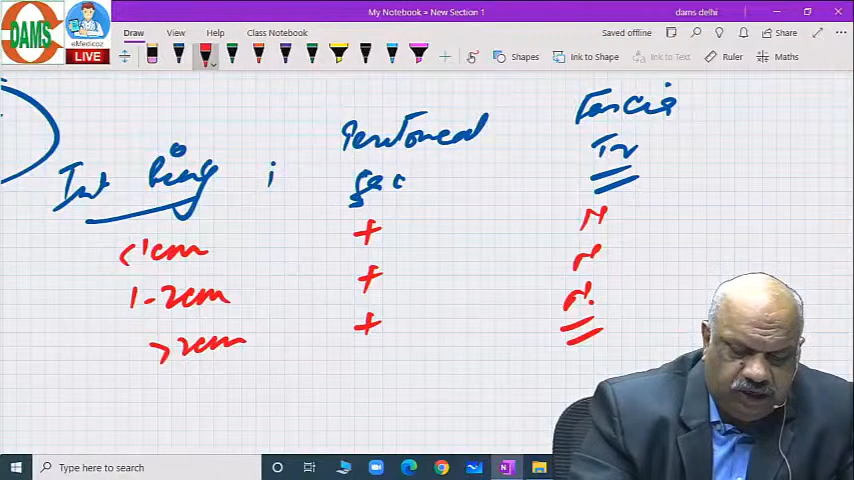 My Notebook = New Section 1
dams delhi
DAMS
eMedicoz
LIVE
Draw
View
Help
Class Notebook
Saved offline
Share
Shapes
Ink to Shape
Ink to Text
Ruler
Maths
Peritoneal
Fascia
Int Ring
i
Sac
Tr
<1cm + N
1-2cm + N
>2cm + N.
Type here to search